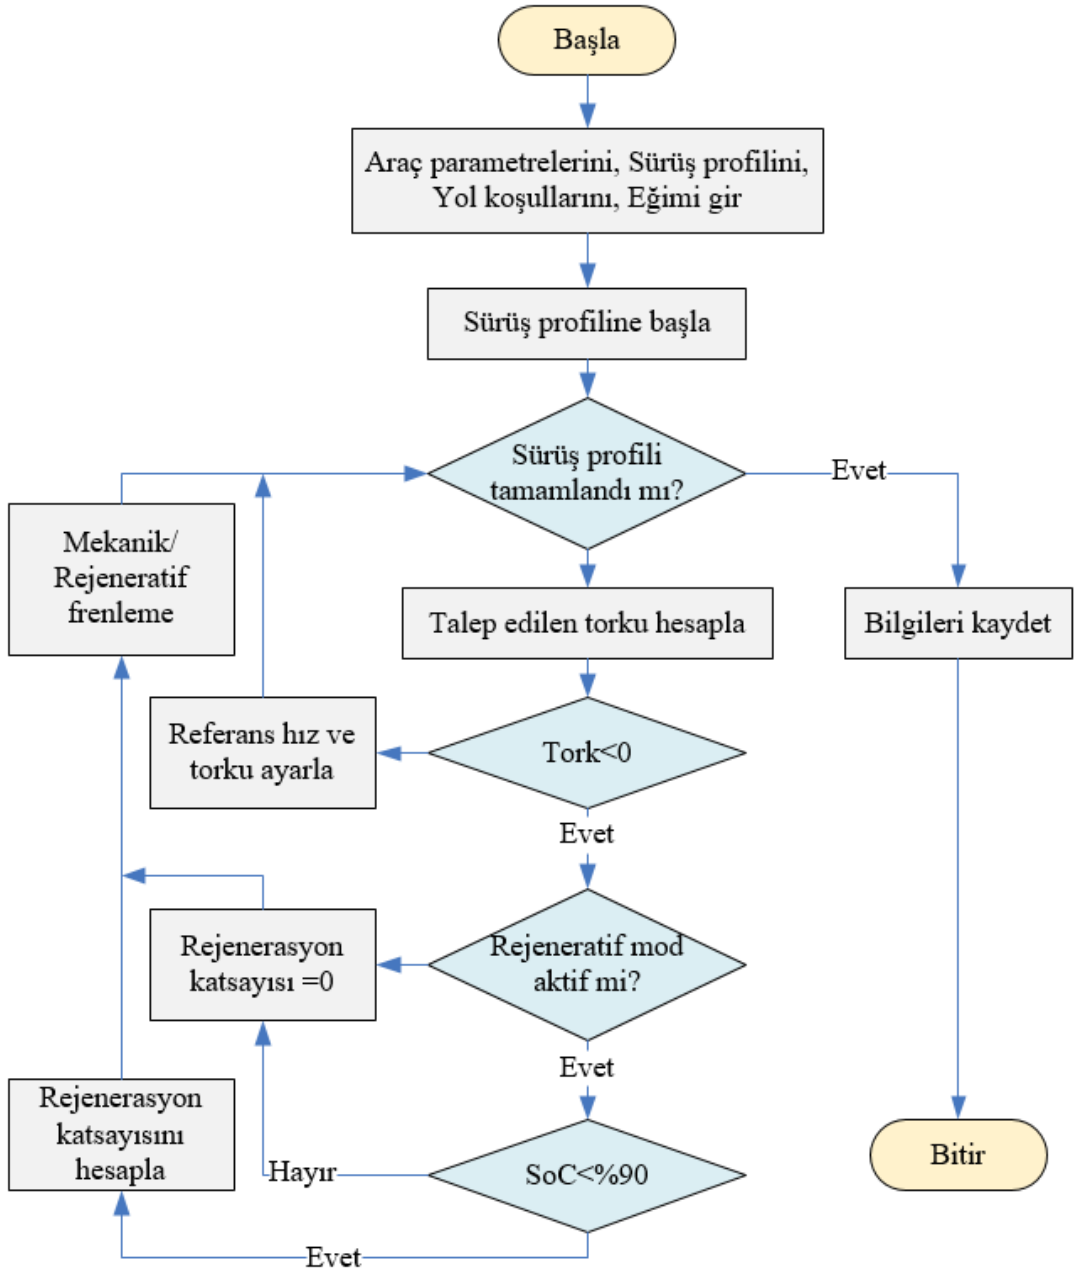 Başla
Araç parametrelerini, Sürüş profilini,
Yol koşullarını, Eğimi gir
Sürüş profiline başla
Sürüş profili
tamamlandı mı?
Evet
Mekanik/
Rejeneratif
frenleme
Talep edilen torku hesapla
Bilgileri kaydet
Referans hız ve
torku ayarla
Tork<0
Evet
Rejenerasyon
katsayısı =0
Rejeneratif mod
aktif mi?
Evet
Rejenerasyon
katsayısını
hesapla
Hayır
SoC<%90
Bitir
Evet